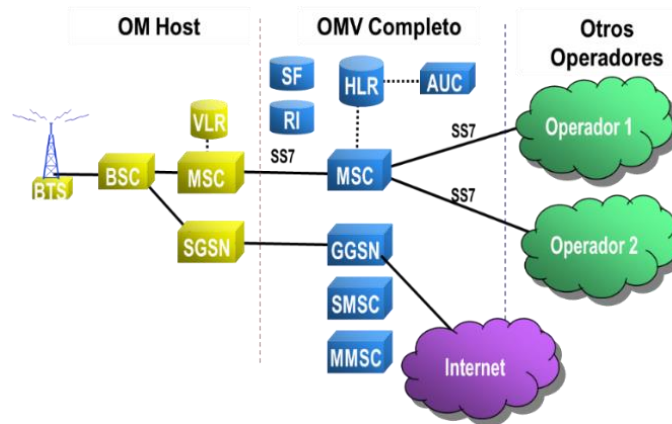 OM Host
OMV Completo
Otros
Operadores
SF
HLR
AUC
VLR
RI
Operador 1
SS7
BTS
BSC
MSC
SS7
MSC
SS7
SGSN
GGSN
Operador 2
SMSC
MMSC
Internet